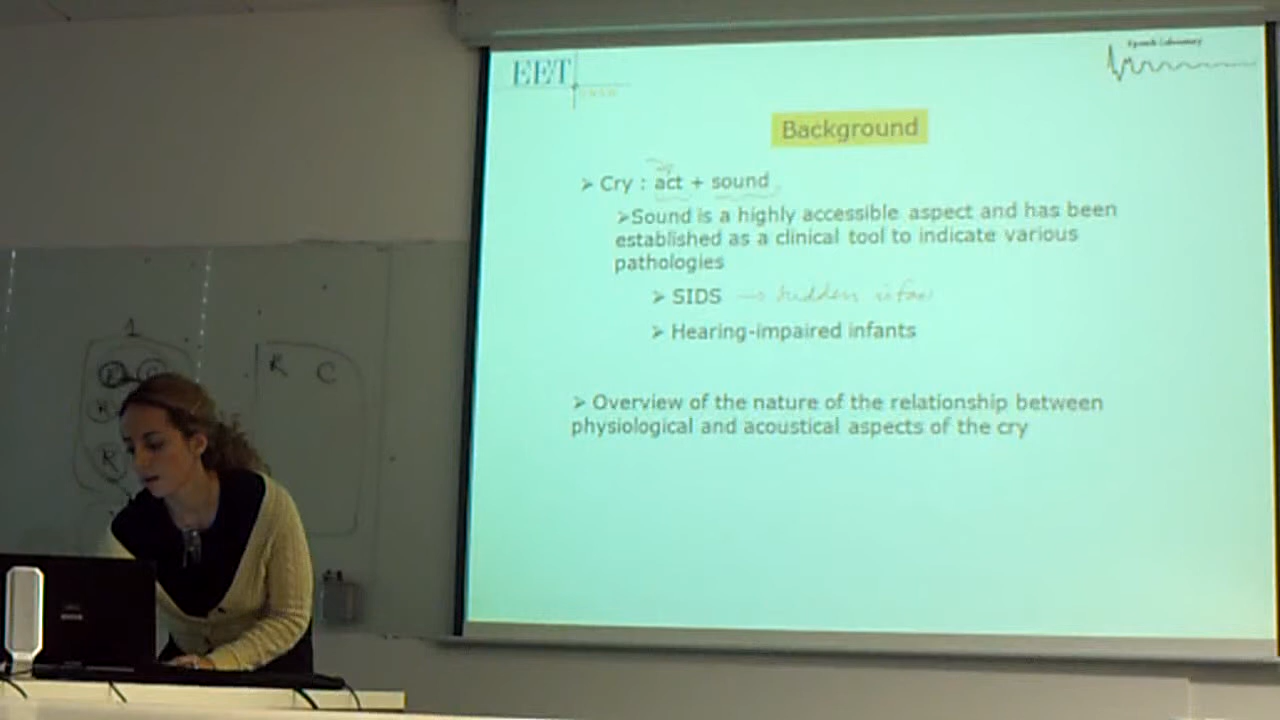 EET
Background
➢ Cry : act + sound
➢Sound is a highly accessible aspect and has been
established as a clinical tool to indicate various
pathologies
➢ SIDS → sudden infan
➢ Hearing-impaired infants
➢ Overview of the nature of the relationship between
physiological and acoustical aspects of the cry
1
R C
R